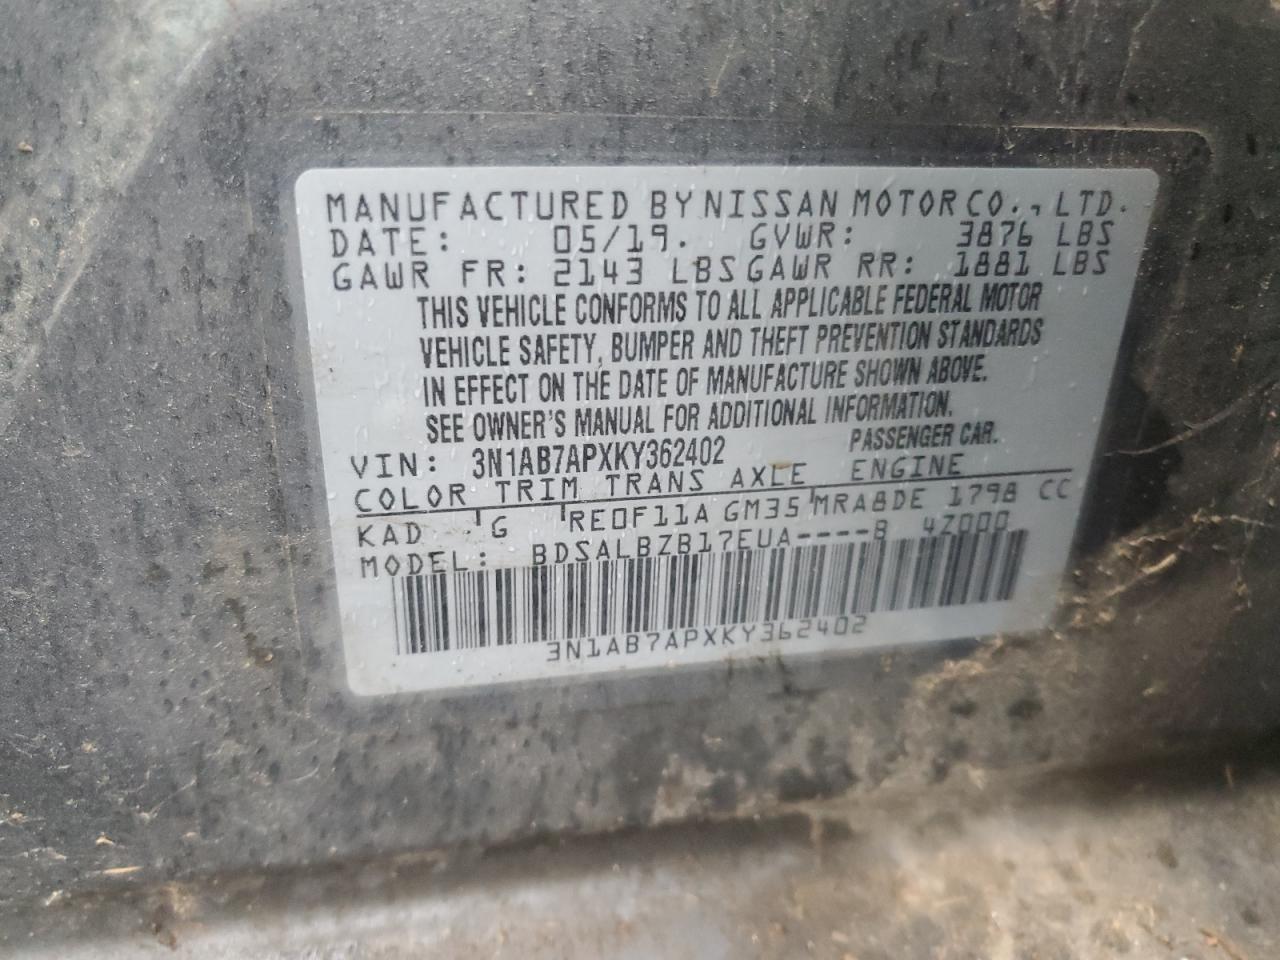 MANUFACTURED BY NISSAN MOTOR CO., LTD.
DATE: 05/19. GVWR: 3876 LBS
GAWR FR: 2143 LBS GAWR RR: 1881 LBS
THIS VEHICLE CONFORMS TO ALL APPLICABLE FEDERAL MOTOR
VEHICLE SAFETY, BUMPER AND THEFT PREVENTION STANDARDS
IN EFFECT ON THE DATE OF MANUFACTURE SHOWN ABOVE.
SEE OWNER'S MANUAL FOR ADDITIONAL INFORMATION.
VIN: 3N1AB7APXKY362402 PASSENGER CAR.
COLOR TRIM TRANS AXLE ENGINE
KAD G RE0F11A GM35 MRA8DE 1798 CC
MODEL: BDSALBZB17EUA----B 4Z000
3N1AB7APXKY362402